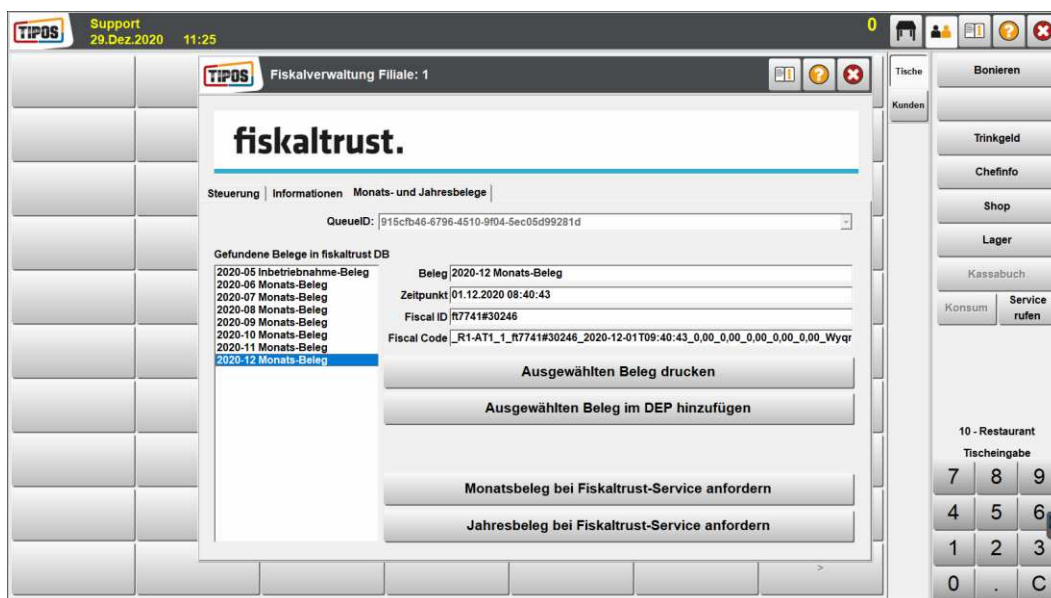 TIPOS
Support
29.Dez.2020 11:25
0
TIPOS
Fiskalverwaltung Filiale: 1
fiskaltrust.
Steuerung
Informationen
Monats- und Jahresbelege
QueueID: 915cfb46-6796-4510-9f04-5ec05d99281d
Gefundene Belege in fiskaltrust DB
2020-05 Inbetriebnahme-Beleg
2020-06 Monats-Beleg
2020-07 Monats-Beleg
2020-08 Monats-Beleg
2020-09 Monats-Beleg
2020-10 Monats-Beleg
2020-11 Monats-Beleg
2020-12 Monats-Beleg
Beleg 2020-12 Monats-Beleg
Zeitpunkt 01.12.2020 08:40:43
Fiscal ID ft7741#30246
Fiscal Code _R1-AT1_1_ft7741#30246_2020-12-01T09:40:43_0,00_0,00_0,00_0,00_0,00_Wyqr
Ausgewählten Beleg drucken
Ausgewählten Beleg im DEP hinzufügen
Monatsbeleg bei Fiskaltrust-Service anfordern
Jahresbeleg bei Fiskaltrust-Service anfordern
>
Tische
Kunden
Bonieren
Trinkgeld
Chefinfo
Shop
Lager
Kassabuch
Konsum
Service
rufen
10 - Restaurant
Tischeingabe
7 8 9
4 5 6
1 2 3
0 . C